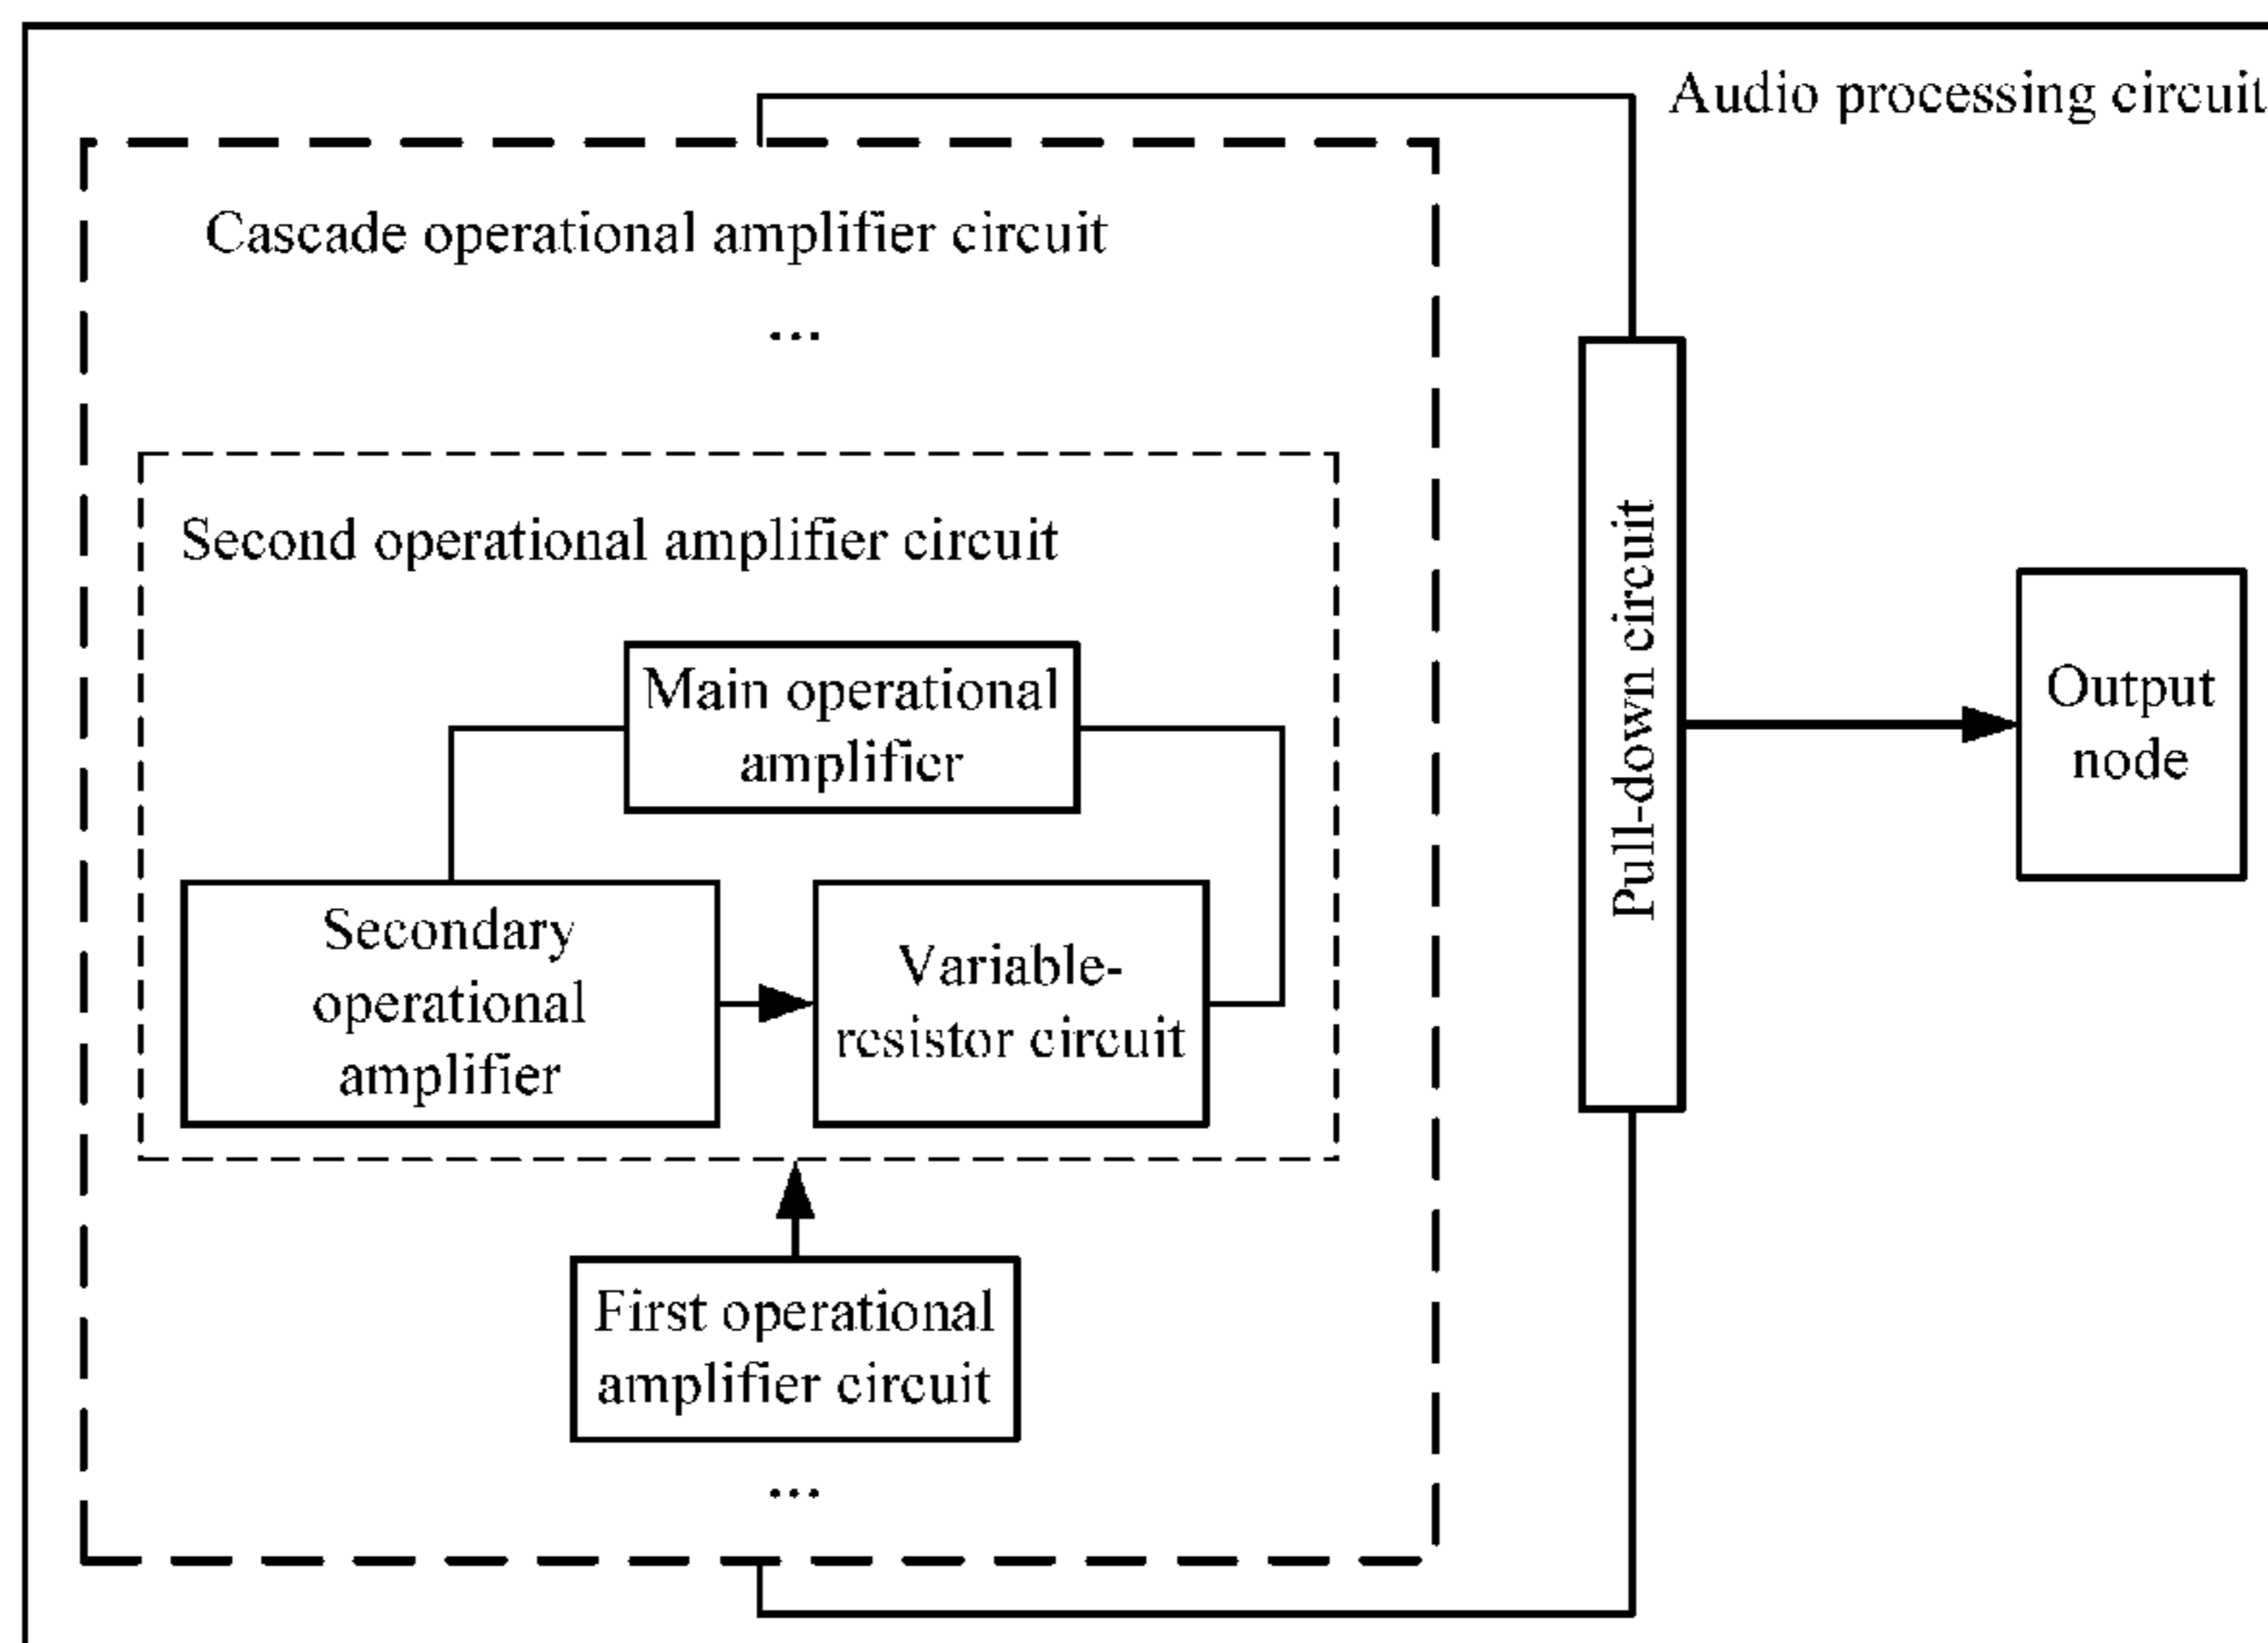 Audio processing circuit
Cascade operational amplifier circuit
...
Second operational amplifier circuit
Main operational
amplifier
Secondary
operational
amplifier
Variable-
resistor circuit
First operational
amplifier circuit
...
Pull-down circuit
Output
node